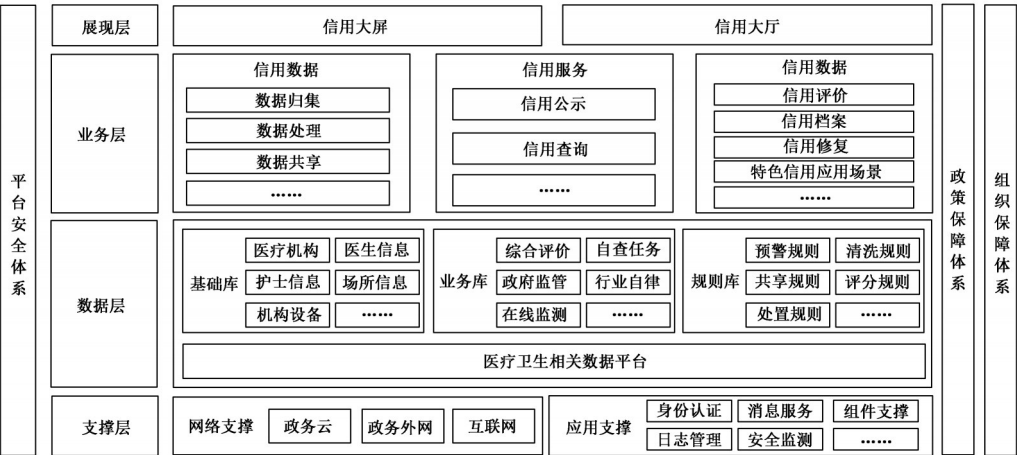 平台安全体系
展现层
信用大屏
信用大厅
业务层
信用数据
数据归集
数据处理
数据共享
……
信用服务
信用公示
信用查询
……
信用数据
信用评价
信用档案
信用修复
特色信用应用场景
……
数据层
基础库
医疗机构 医生信息
护士信息 场所信息
机构设备 ……
业务库
综合评价 自查任务
政府监管 行业自律
在线监测 ……
规则库
预警规则 清洗规则
共享规则 评分规则
处置规则 ……
医疗卫生相关数据平台
支撑层
网络支撑 政务云 政务外网 互联网
应用支撑
身份认证 消息服务 组件支撑
日志管理 安全监测 ……
政策保障体系
组织保障体系